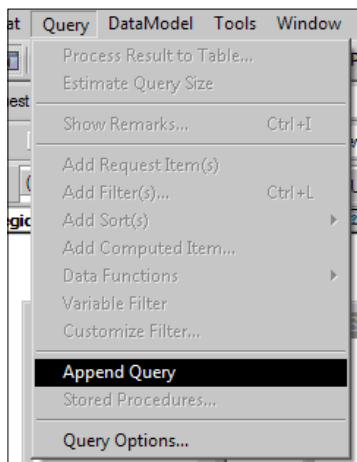 at Query DataModel Tools Window
Process Result to Table...
Estimate Query Size
est
Show Remarks... Ctrl+I
Add Request Item(s)
Add Filter(s)... Ctrl+L
Add Sort(s)
egic
Add Computed Item...
Data Functions
Variable Filter
Customize Filter...
Append Query
Stored Procedures...
Query Options...